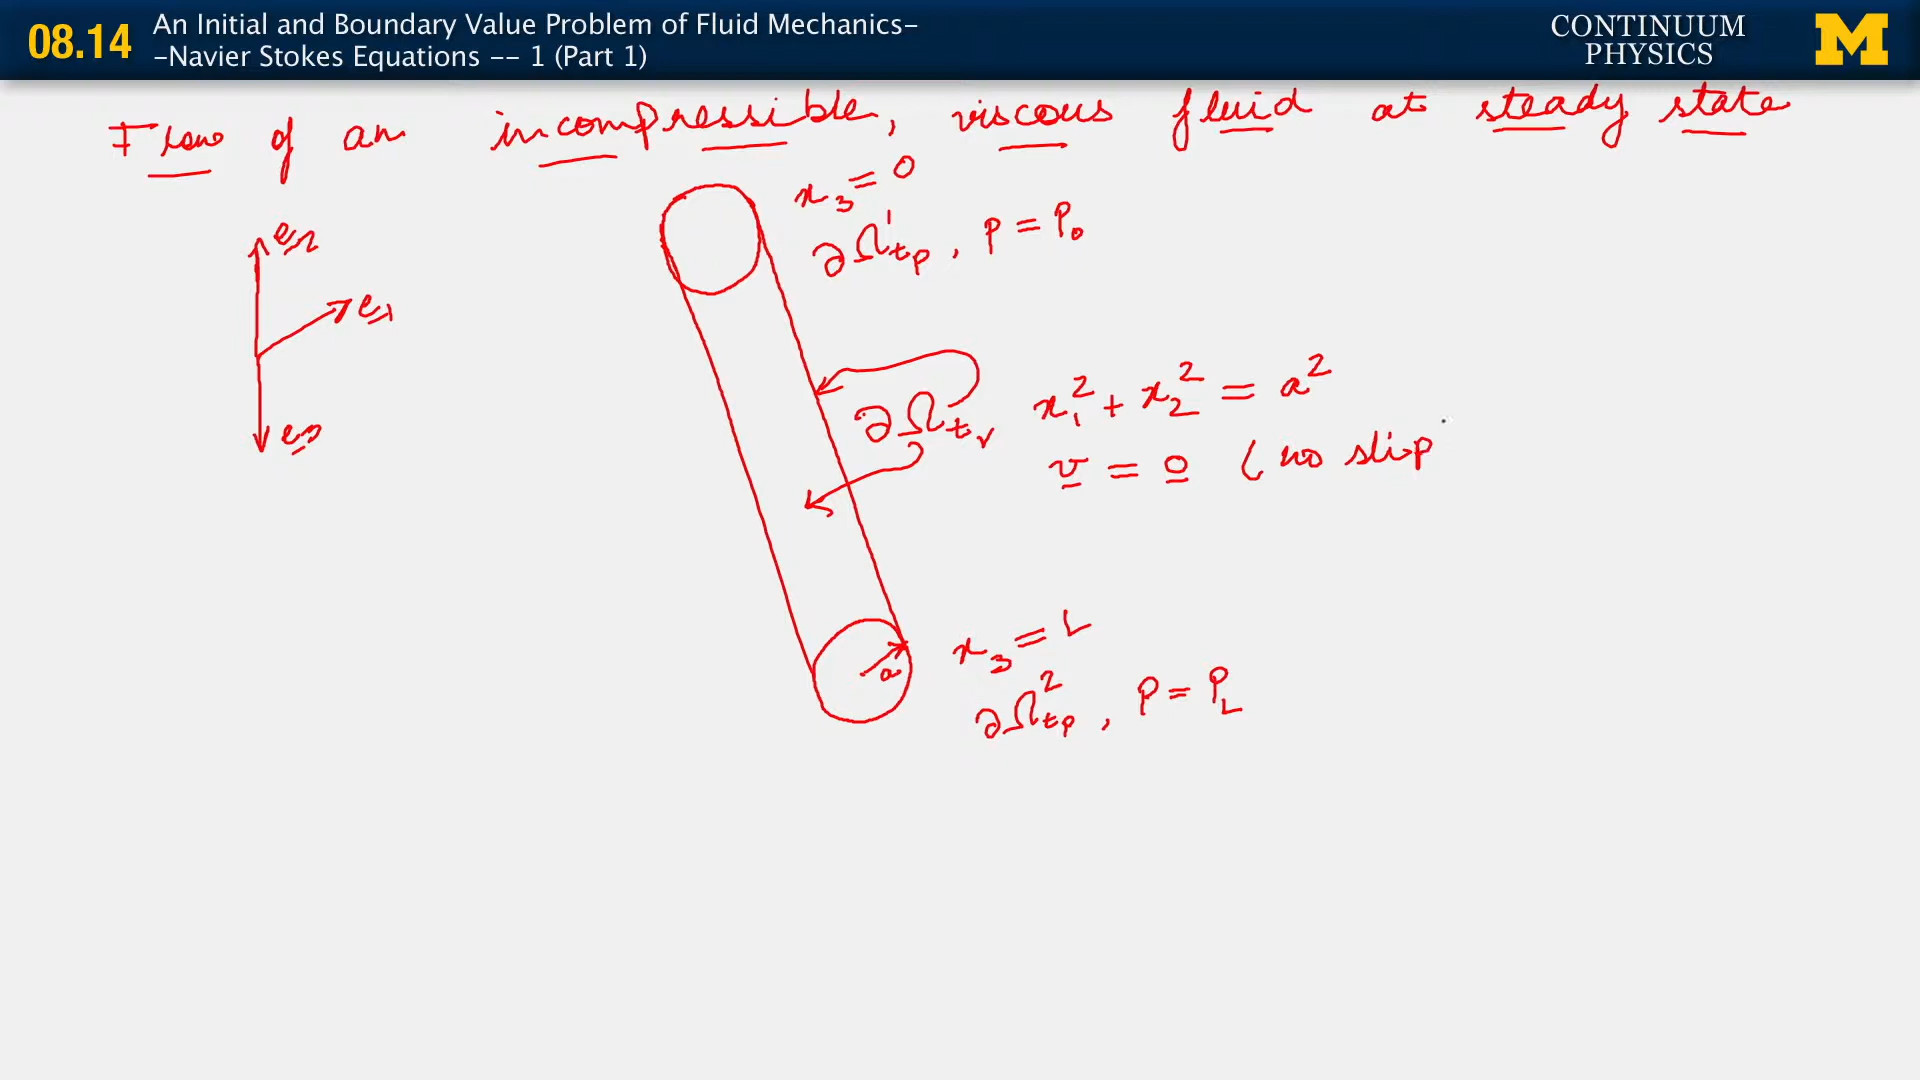 08.14
An Initial and Boundary Value Problem of Fluid Mechanics-
-Navier Stokes Equations -- 1 (Part 1)
CONTINUUM
PHYSICS
M
Flow of an incompressible, viscous fluid at steady state
x₃ = 0
∂Ω¹ₜₚ , p = P₀
e₂
e₁
e₃
∂Ωₜᵥ x₁² + x₂² = a²
v = 0 (no slip
x₃ = L
a
∂Ω²ₜₚ , p = P_L